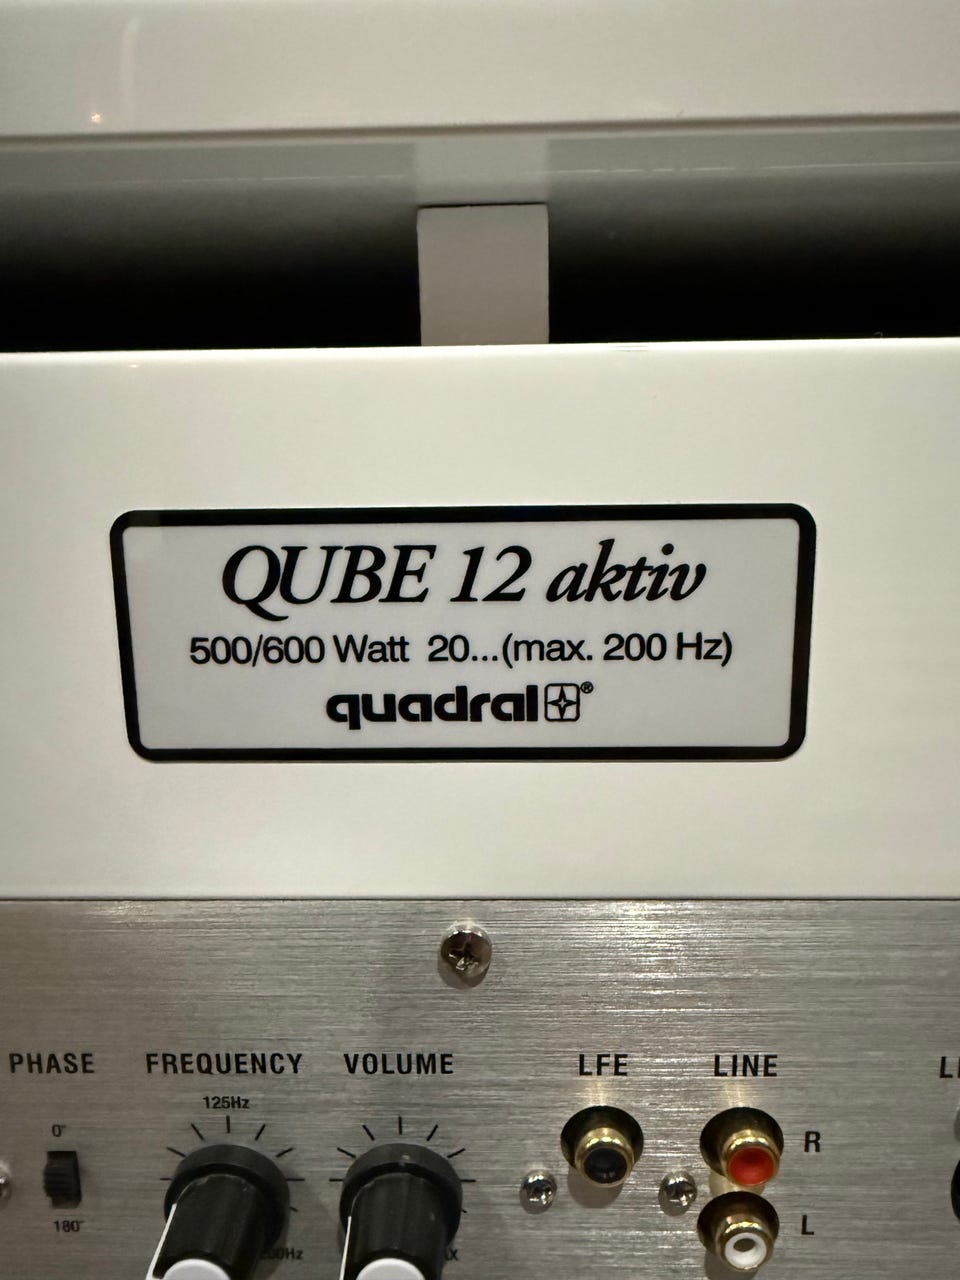 QUBE 12 aktiv
500/600 Watt 20...(max. 200 Hz)
quadral®
PHASE FREQUENCY VOLUME LFE LINE
125Hz
0°
R
180°
L